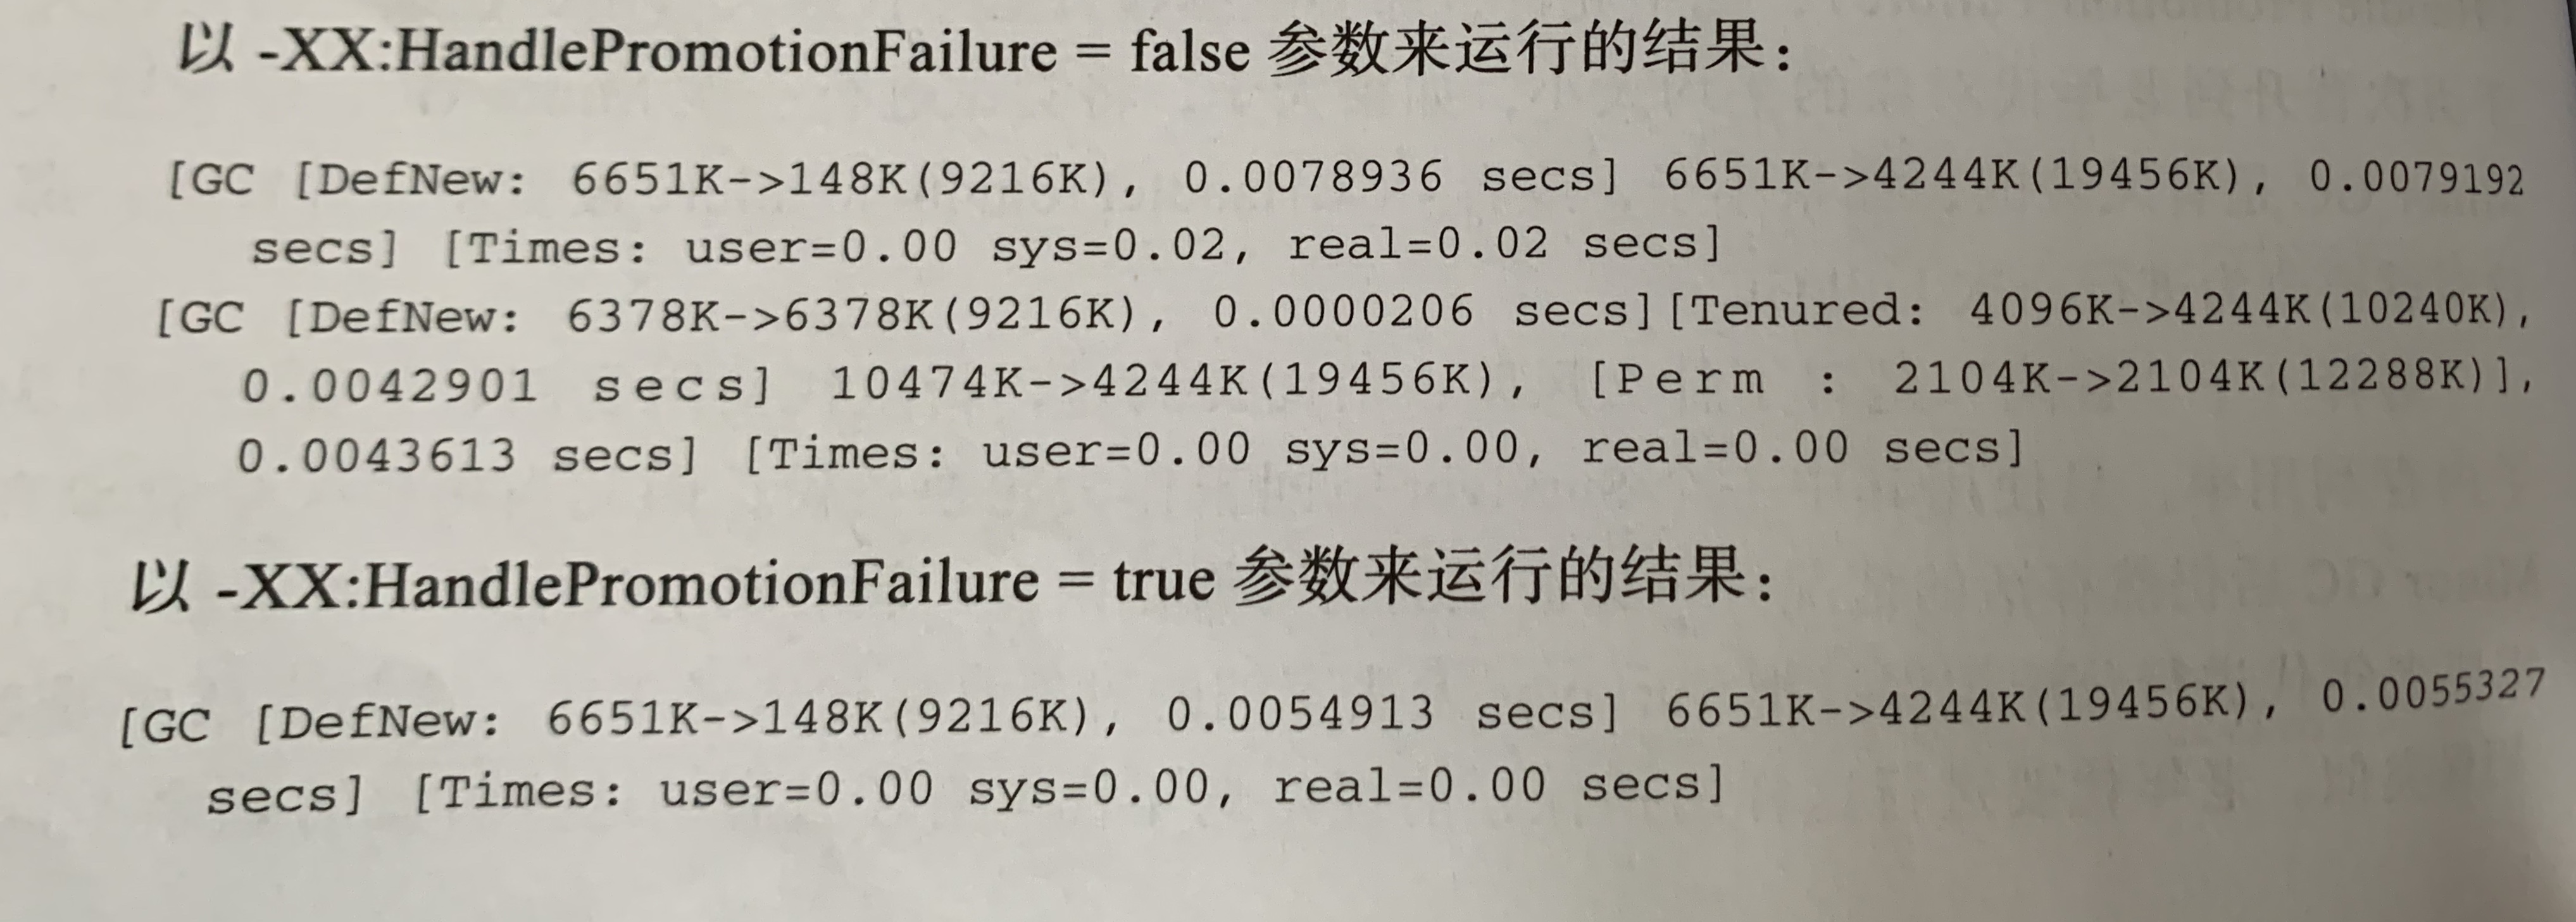 以 -XX:HandlePromotionFailure = false 参数来运行的结果：
[GC [DefNew: 6651K->148K(9216K), 0.0078936 secs] 6651K->4244K(19456K), 0.0079192
secs] [Times: user=0.00 sys=0.02, real=0.02 secs]
[GC [DefNew: 6378K->6378K(9216K), 0.0000206 secs][Tenured: 4096K->4244K(10240K),
0.0042901 secs] 10474K->4244K(19456K), [Perm : 2104K->2104K(12288K)],
0.0043613 secs] [Times: user=0.00 sys=0.00, real=0.00 secs]
以 -XX:HandlePromotionFailure = true 参数来运行的结果：
[GC [DefNew: 6651K->148K(9216K), 0.0054913 secs] 6651K->4244K(19456K), 0.0055327
secs] [Times: user=0.00 sys=0.00, real=0.00 secs]